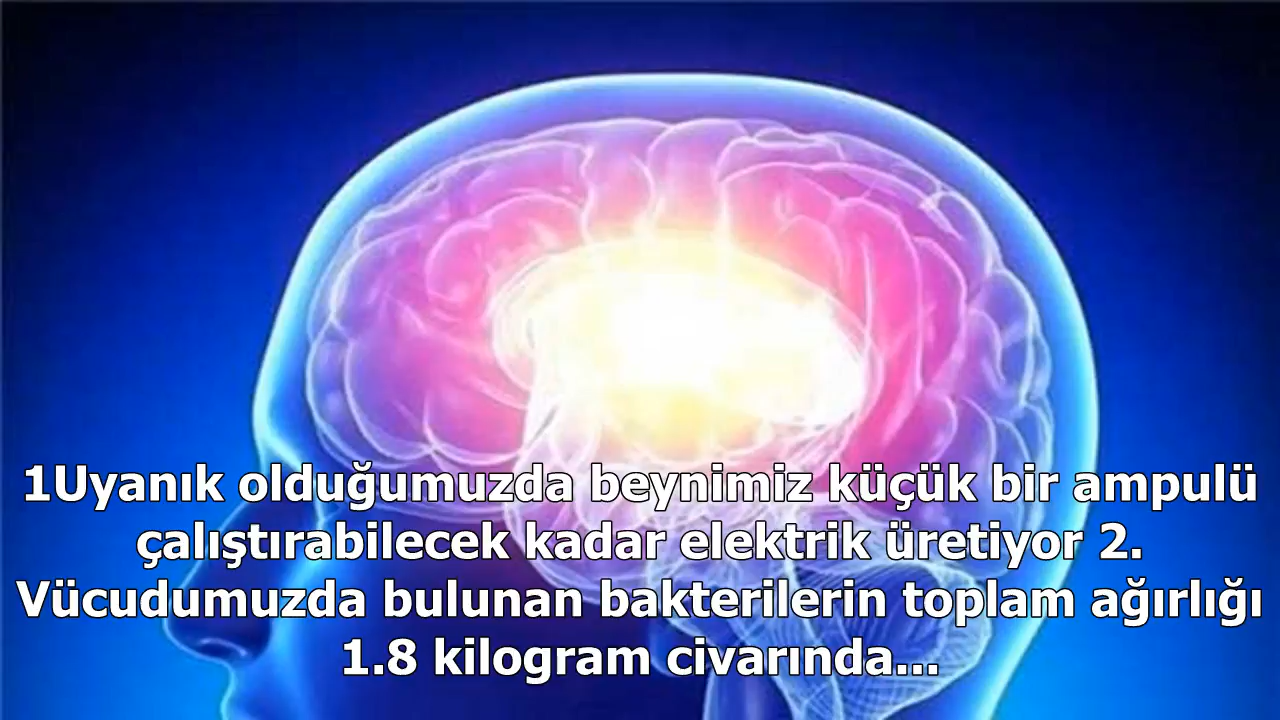 1Uyanık olduğumuzda beynimiz küçük bir ampulü
çalıştırabilecek kadar elektrik üretiyor 2.
Vücudumuzda bulunan bakterilerin toplam ağırlığı
1.8 kilogram civarında...